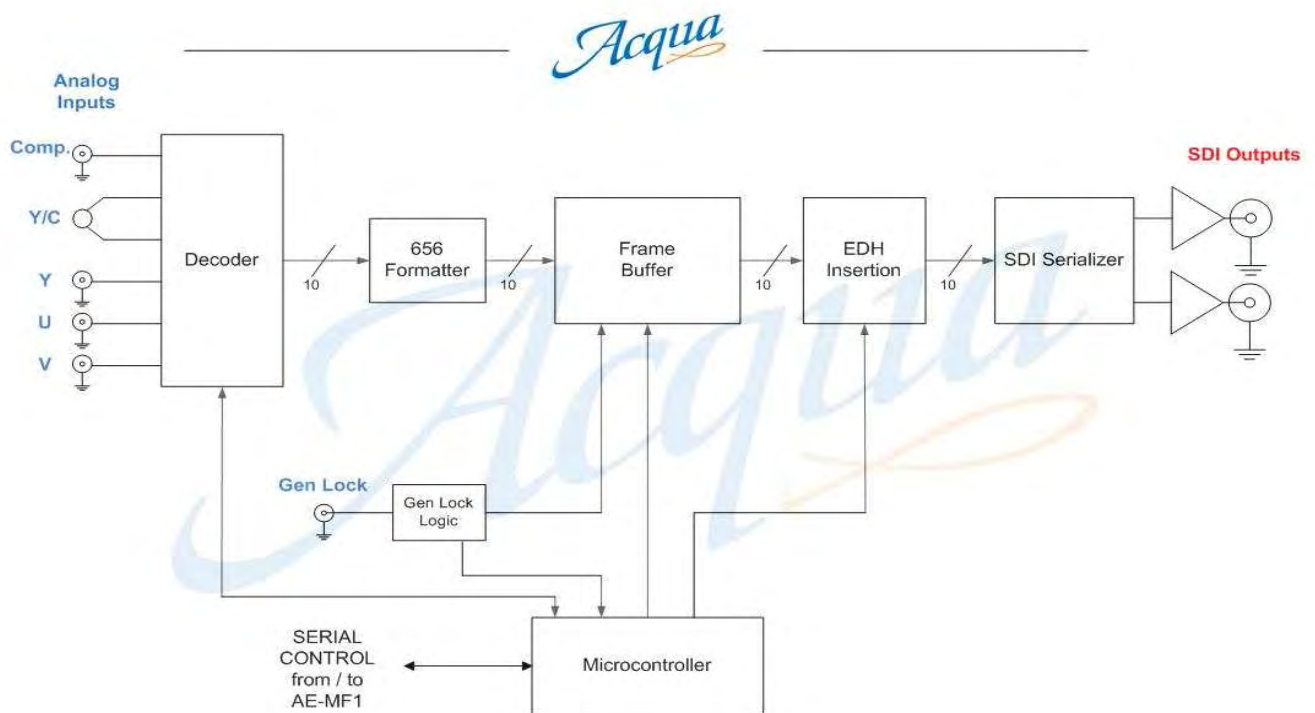 Acqua
Analog
Inputs
Comp.
Y/C
Y
U
V
Decoder
10
656
Formatter
10
Frame
Buffer
10
EDH
Insertion
10
SDI Serializer
SDI Outputs
Acqua
Gen Lock
Gen Lock
Logic
SERIAL
CONTROL
from / to
AE-MF1
Microcontroller